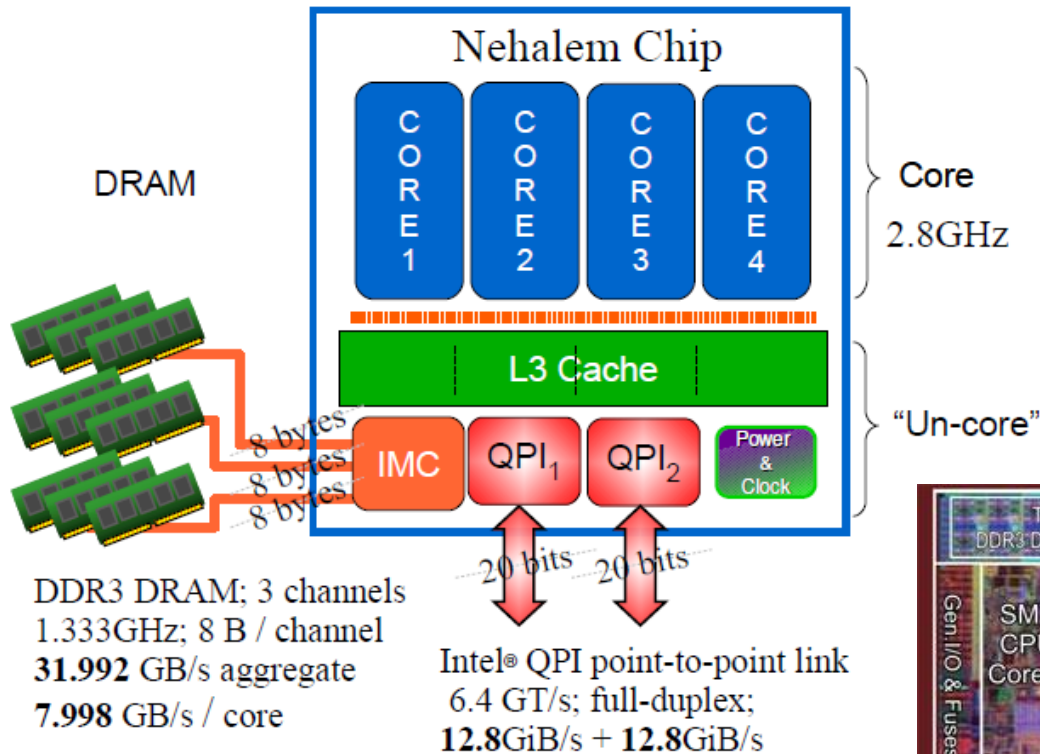 Nehalem Chip
CORE1
CORE2
CORE3
CORE4
DRAM
Core
2.8GHz
L3 Cache
"Un-core"
8 bytes
8 bytes
8 bytes
IMC
QPI1
QPI2
Power
&
Clock
20 bits
20 bits
DDR3 DRAM; 3 channels
1.333GHz; 8 B / channel
31.992 GB/s aggregate
7.998 GB/s / core
Intel® QPI point-to-point link
6.4 GT/s; full-duplex;
12.8GiB/s + 12.8GiB/s
DDR3
Gen I/O & Fuses